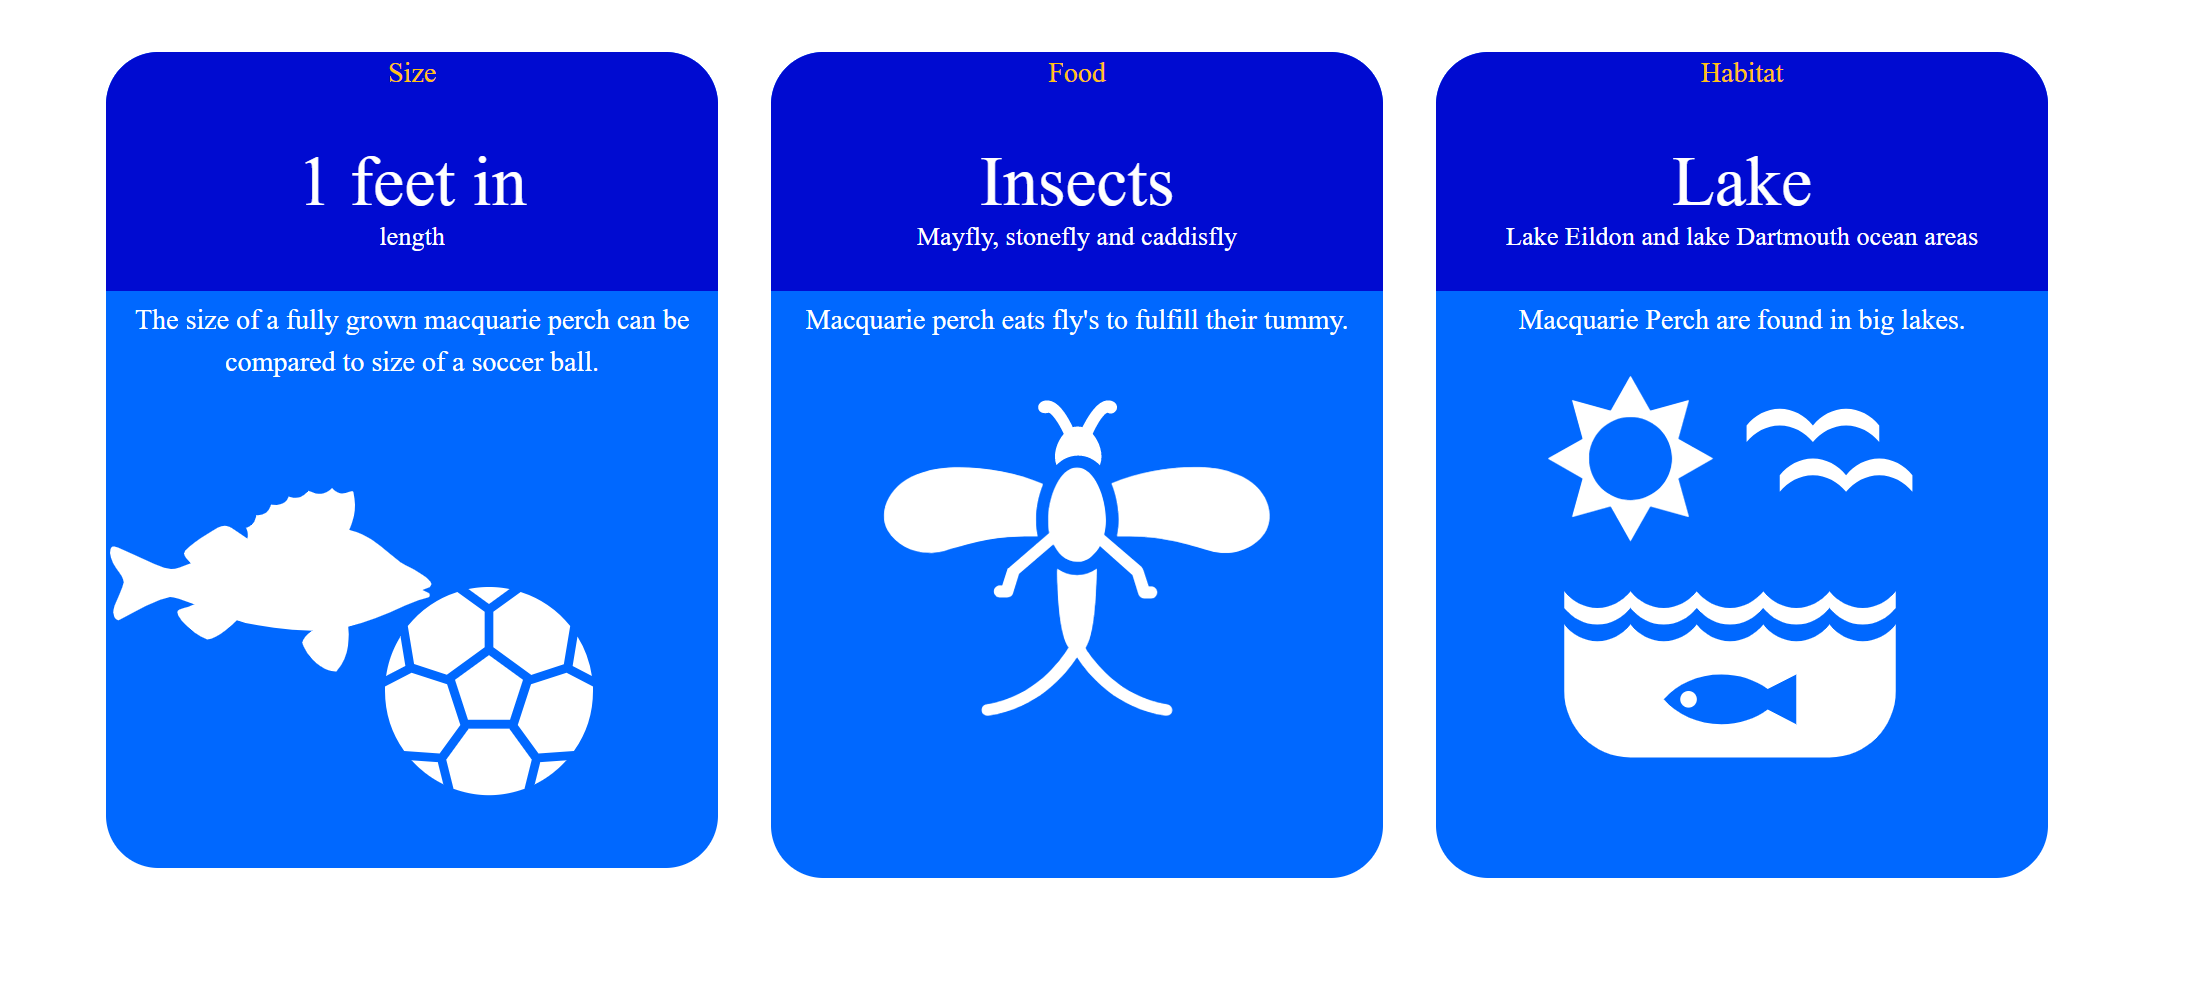 Size
1 feet in
length
The size of a fully grown macquarie perch can be
compared to size of a soccer ball.
Food
Insects
Mayfly, stonefly and caddisfly
Macquarie perch eats fly's to fulfill their tummy.
Habitat
Lake
Lake Eildon and lake Dartmouth ocean areas
Macquarie Perch are found in big lakes.